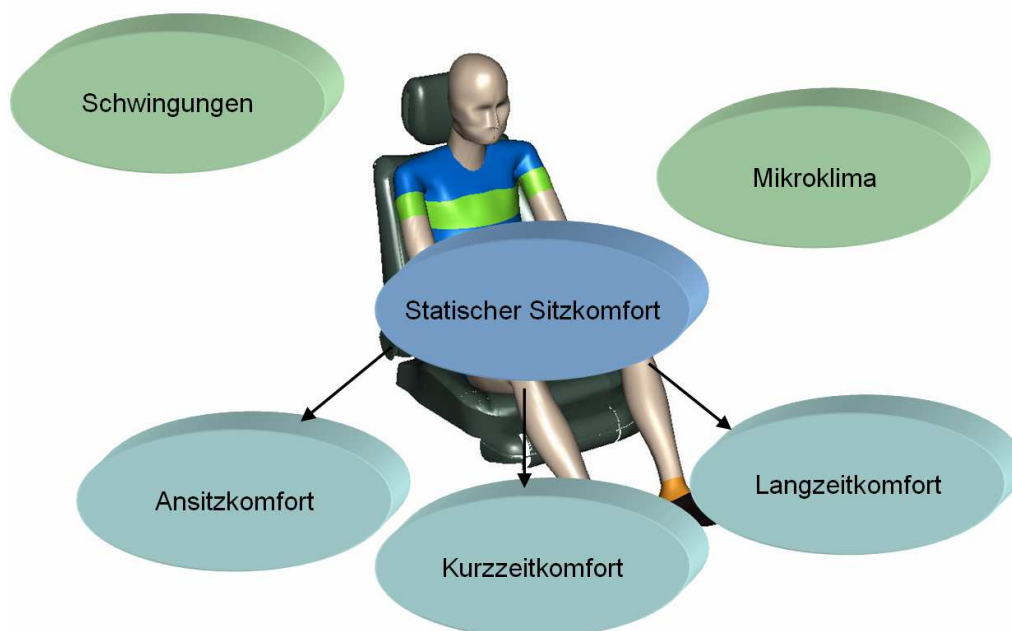 Schwingungen
Mikroklima
Statischer Sitzkomfort
Ansitzkomfort
Kurzzeitkomfort
Langzeitkomfort